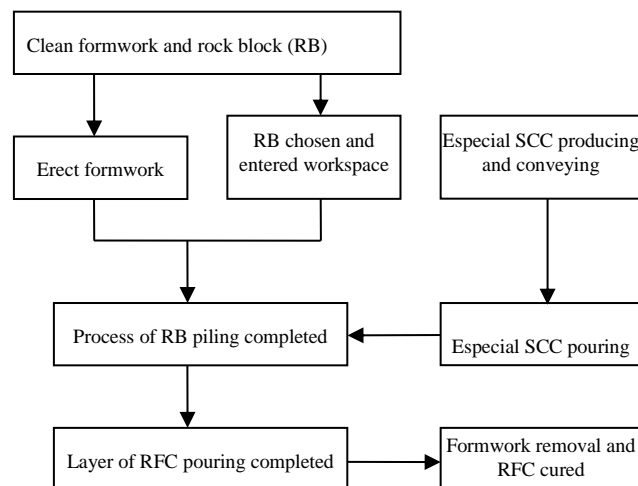 Clean formwork and rock block (RB)
Erect formwork
RB chosen and
entered workspace
Especial SCC producing
and conveying
Process of RB piling completed
Especial SCC pouring
Layer of RFC pouring completed
Formwork removal and
RFC cured